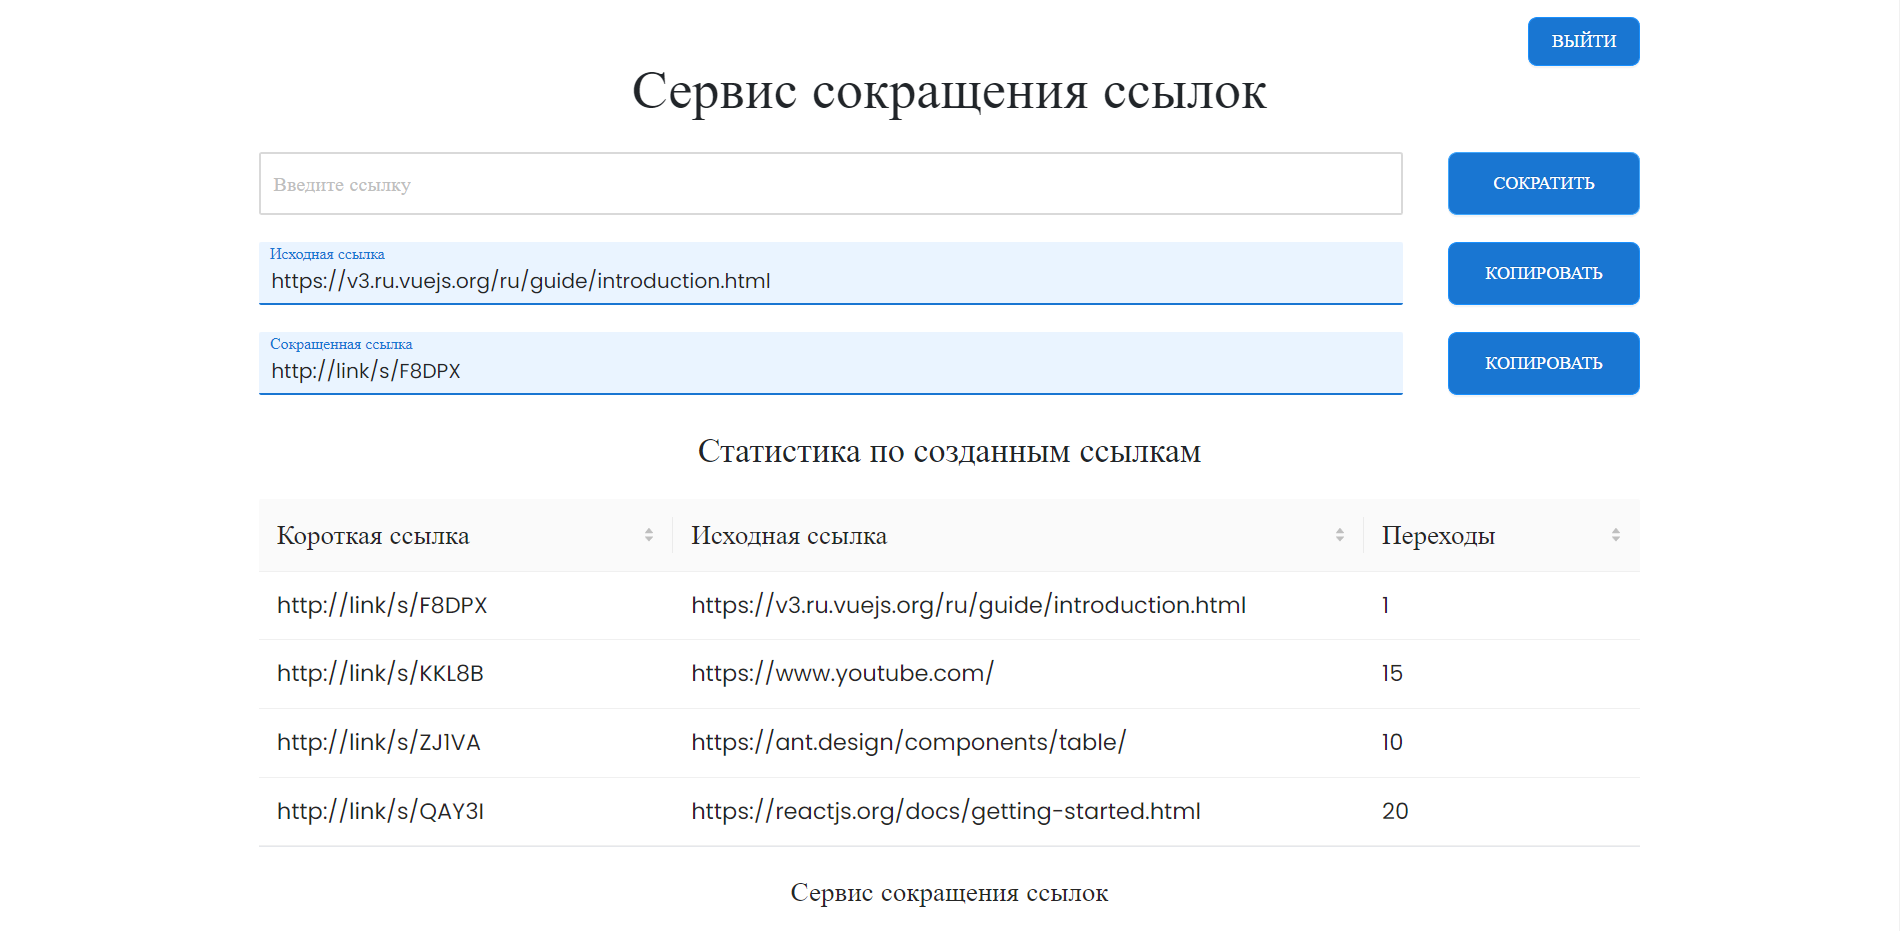 ВЫЙТИ
Сервис сокращения ссылок
Введите ссылку
СОКРАТИТЬ
Исходная ссылка
https://v3.ru.vuejs.org/ru/guide/introduction.html
КОПИРОВАТЬ
Сокращенная ссылка
http://link/s/F8DPX
КОПИРОВАТЬ
Статистика по созданным ссылкам
Короткая ссылка Исходная ссылка Переходы
http://link/s/F8DPX https://v3.ru.vuejs.org/ru/guide/introduction.html 1
http://link/s/KKL8B https://www.youtube.com/ 15
http://link/s/ZJ1VA https://ant.design/components/table/ 10
http://link/s/QAY3I https://reactjs.org/docs/getting-started.html 20
Сервис сокращения ссылок